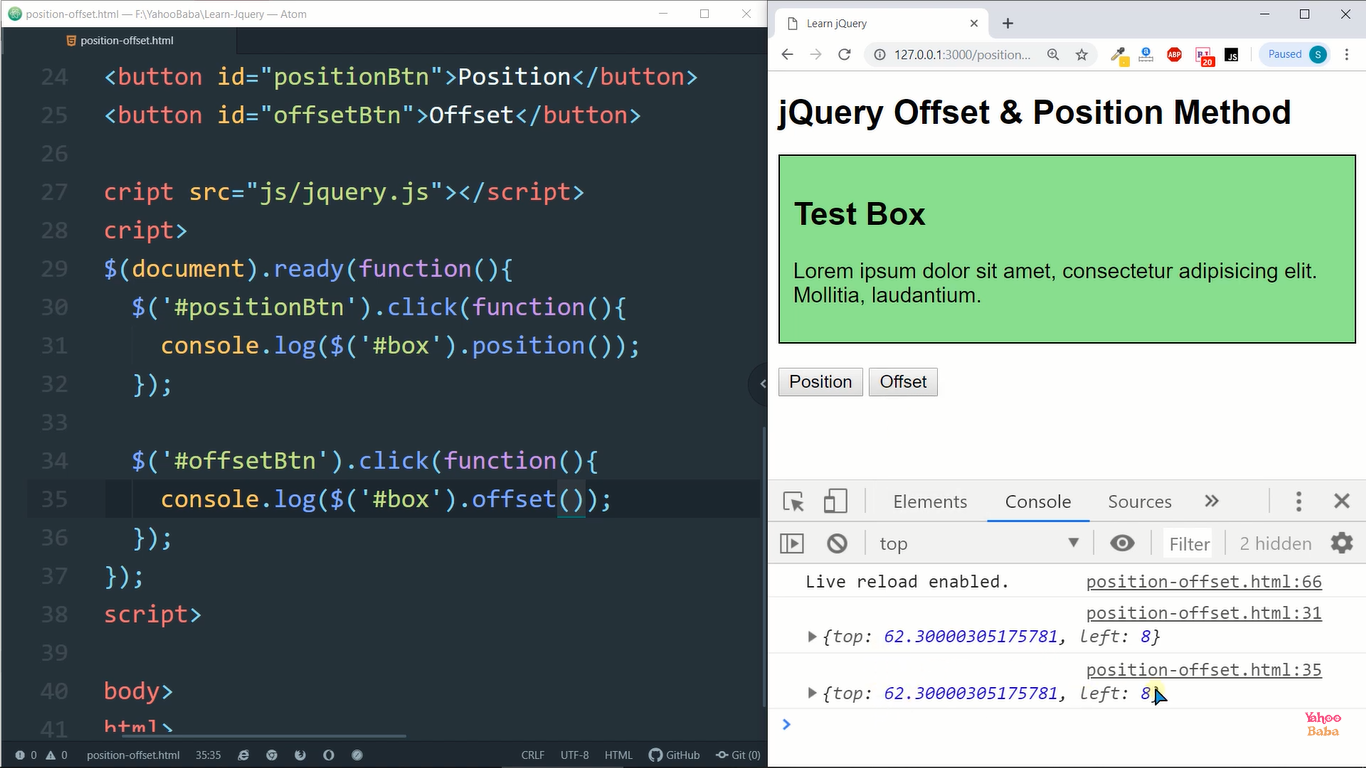 position-offset.html — F:\YahooBaba\Learn-Jquery — Atom
position-offset.html
24 <button id="positionBtn">Position</button>
25 <button id="offsetBtn">Offset</button>
26
27 cript src="js/jquery.js"></script>
28 cript>
29 $(document).ready(function(){
30 $('#positionBtn').click(function(){
31 console.log($('#box').position());
32 });
33
34 $('#offsetBtn').click(function(){
35 console.log($('#box').offset());
36 });
37 });
38 script>
39
40 body>
41 html>
0 0 position-offset.html 35:35 CRLF UTF-8 HTML GitHub Git (0)
Learn jQuery
127.0.0.1:3000/position... ABP 20 JS Paused S
jQuery Offset & Position Method
Test Box
Lorem ipsum dolor sit amet, consectetur adipisicing elit.
Mollitia, laudantium.
Position Offset
Elements Console Sources
top Filter 2 hidden
Live reload enabled. position-offset.html:66
position-offset.html:31
{top: 62.30000305175781, left: 8}
position-offset.html:35
{top: 62.30000305175781, left: 8}
Yahoo
Baba